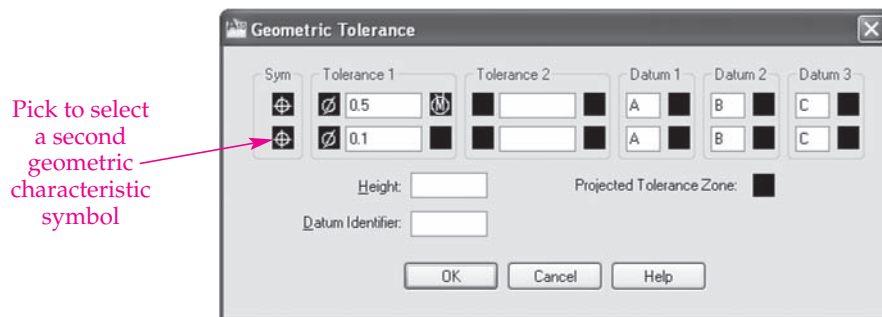 Geometric Tolerance
Sym Tolerance 1 Tolerance 2 Datum 1 Datum 2 Datum 3
⌖ Ø 0.5 Ⓜ A B C
⌖ Ø 0.1 A B C
Height: Projected Tolerance Zone:
Datum Identifier:
OK Cancel Help
Pick to select
a second
geometric
characteristic
symbol